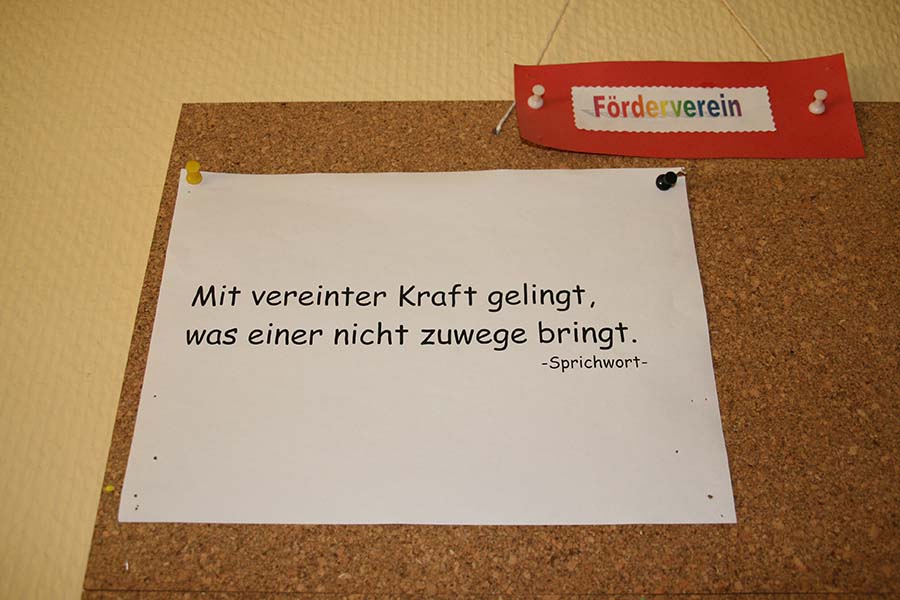 Förderverein
Mit vereinter Kraft gelingt,
was einer nicht zuwege bringt.
-Sprichwort-